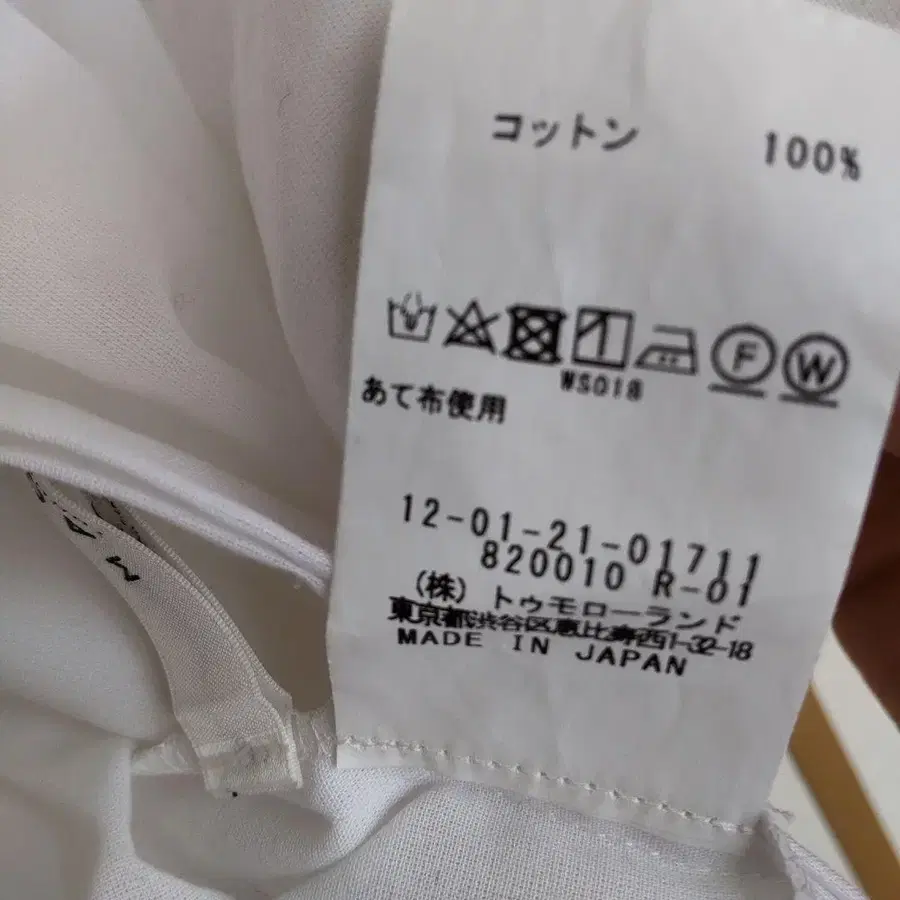 コットン 100%
F W
WS018
あて布使用
12-01-21-01711
820010 R-01
(株) トゥモローランド
東京都渋谷区恵比寿西1-32-18
MADE IN JAPAN
M